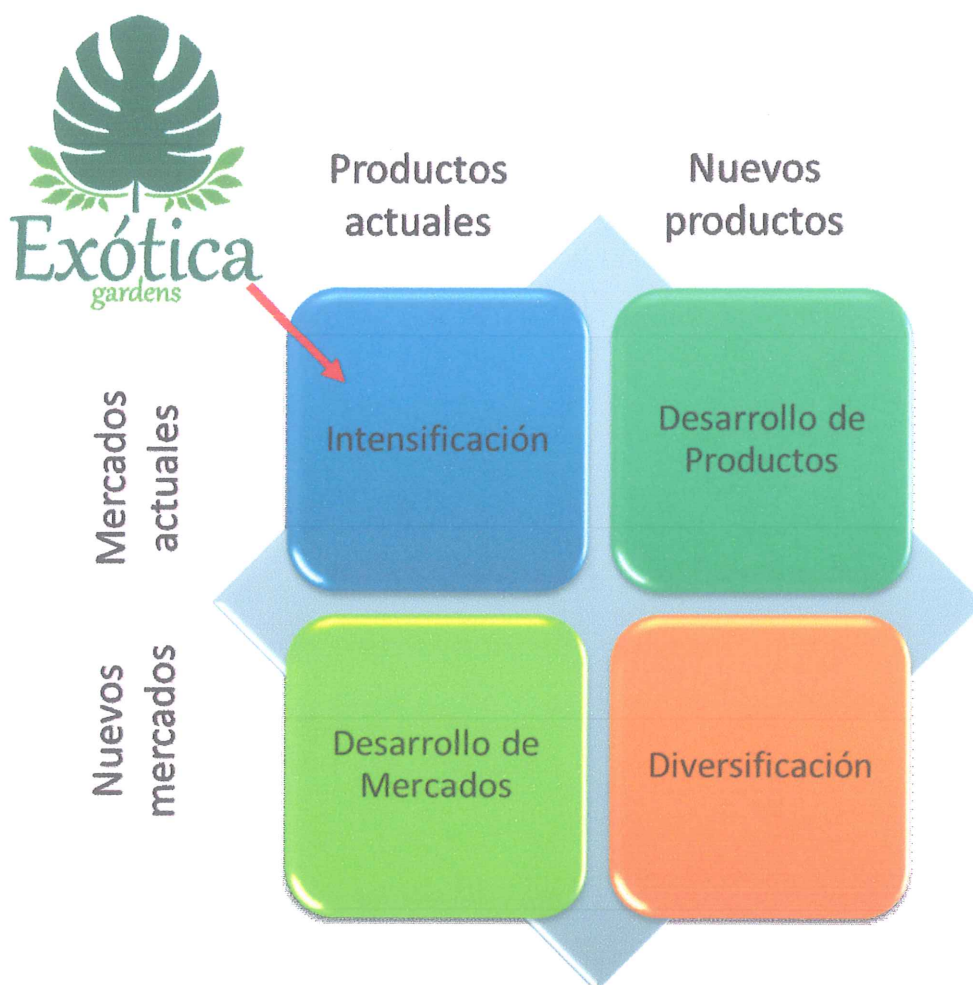 Exótica
gardens
Productos
actuales
Nuevos
productos
Mercados
actuales
Intensificación
Desarrollo de
Productos
Nuevos
mercados
Desarrollo de
Mercados
Diversificación